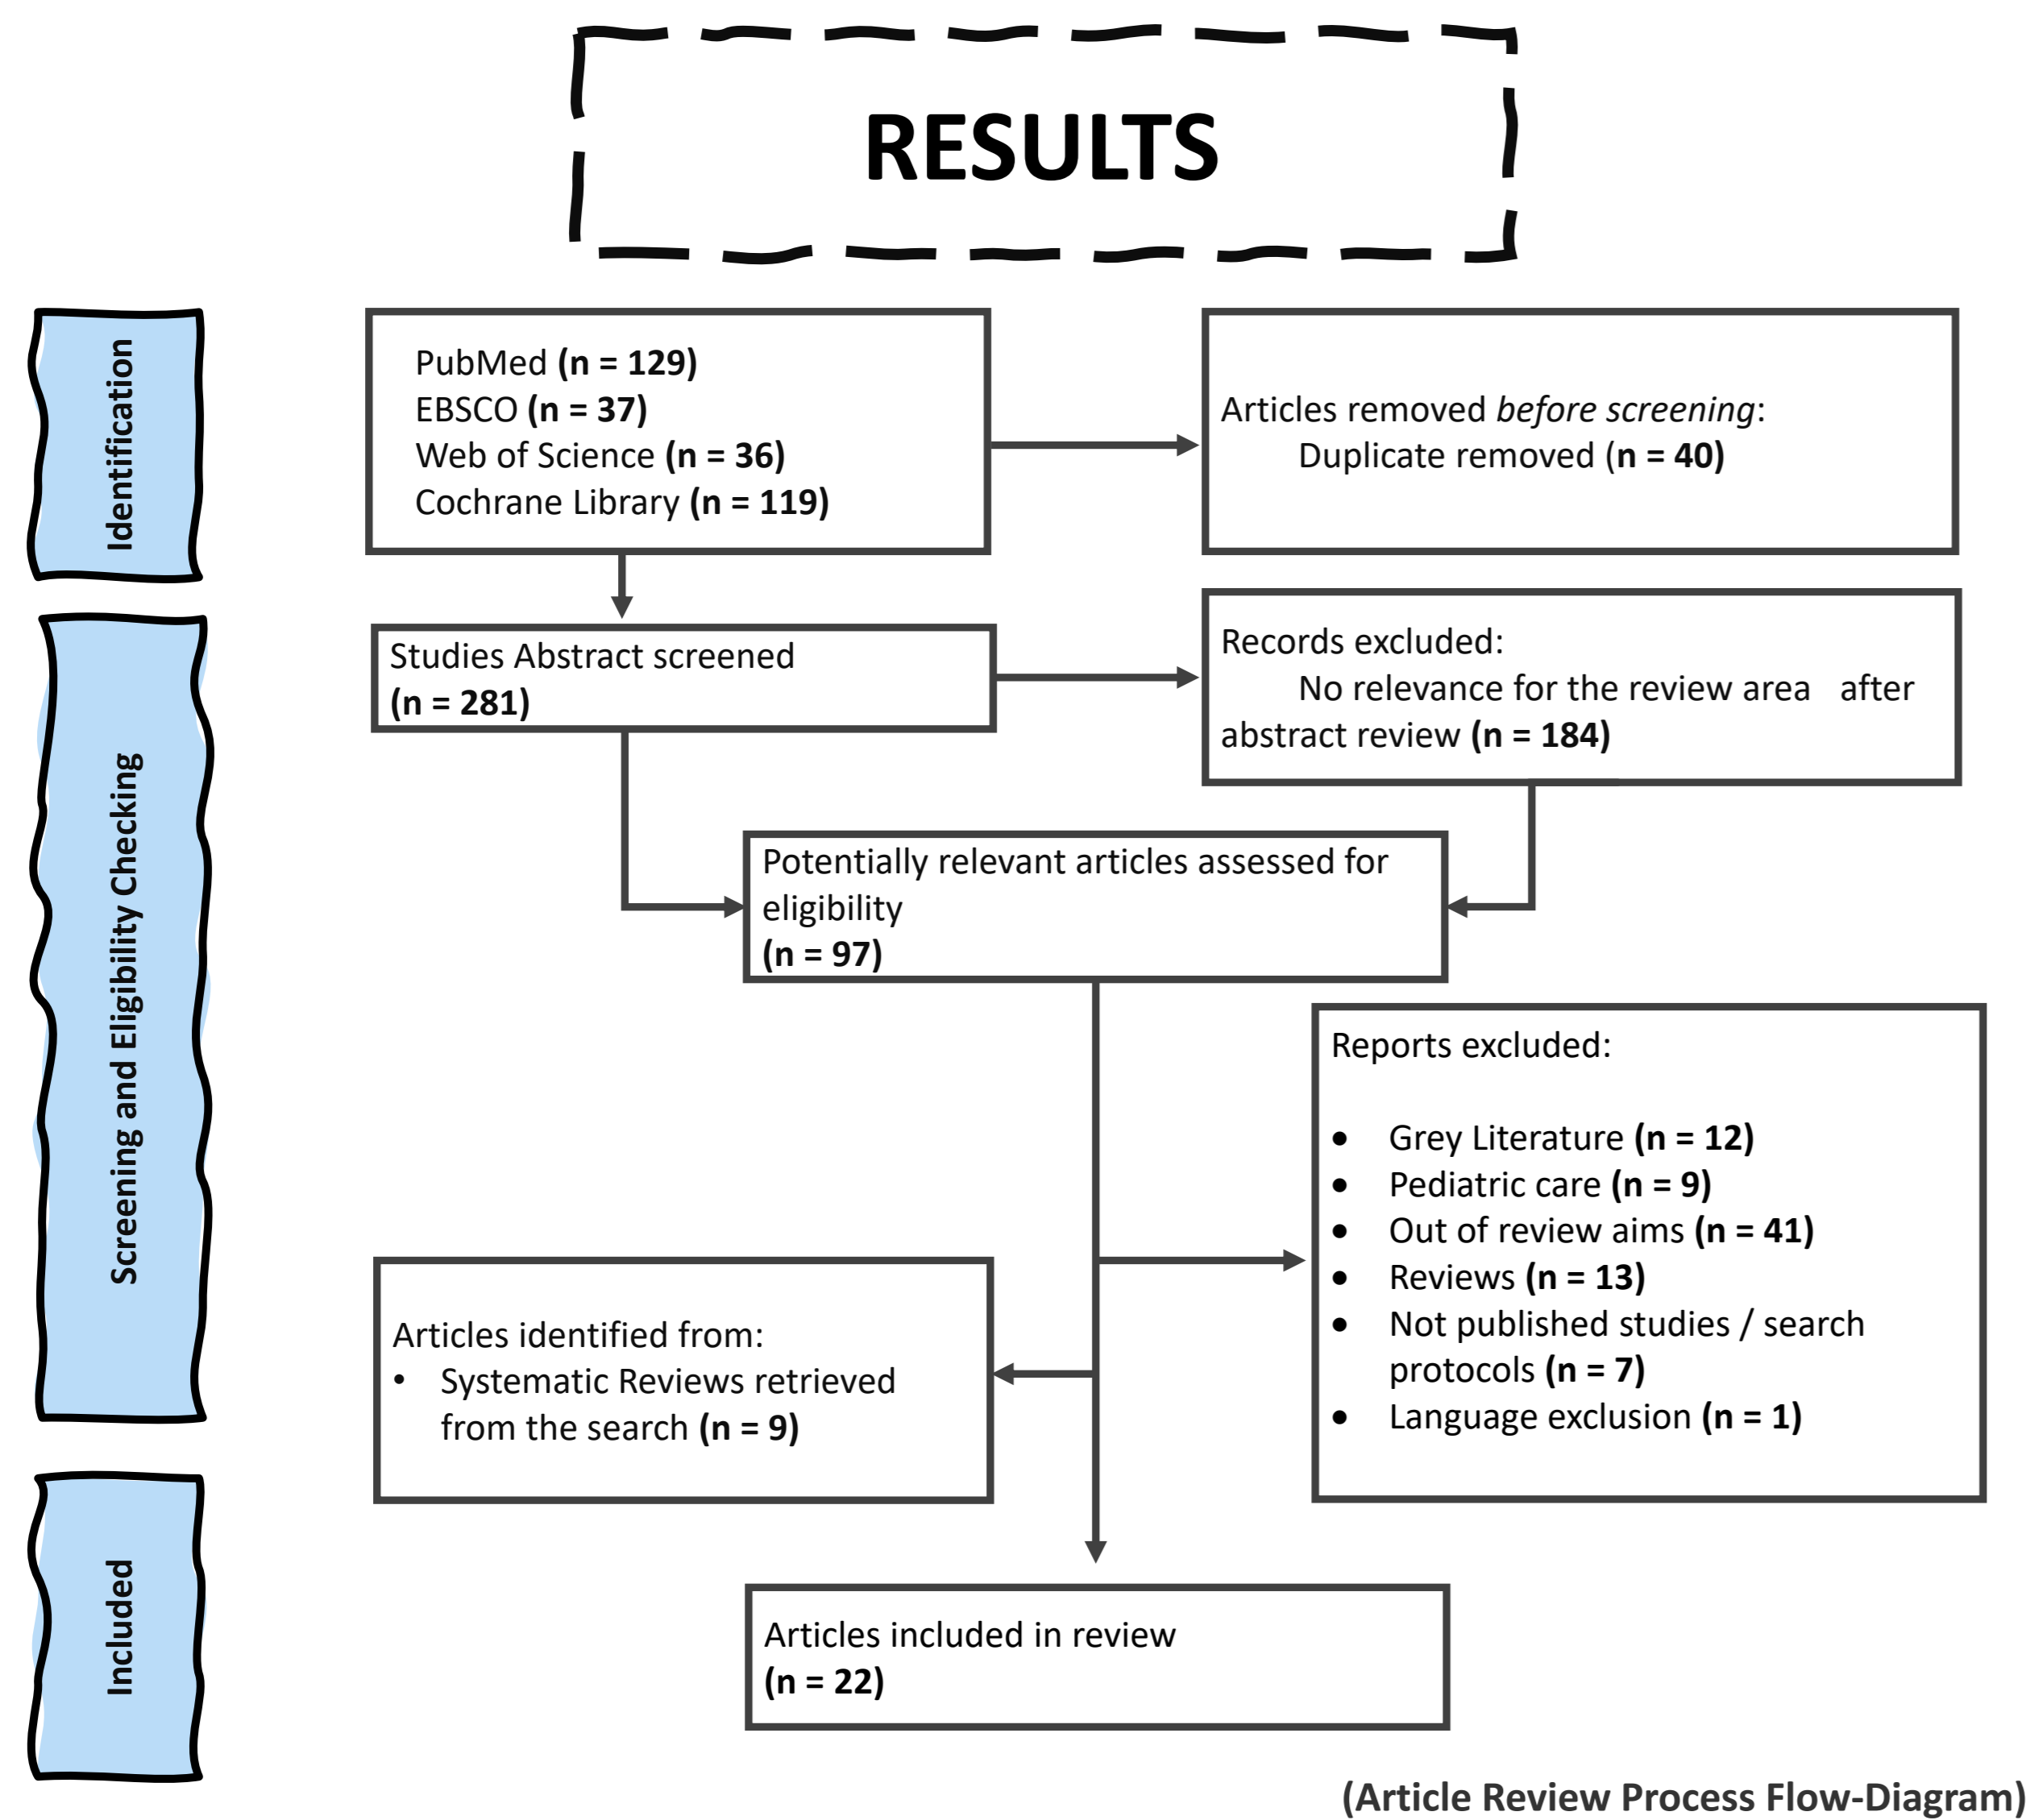 RESULTS
Identification
PubMed (n = 129)
EBSCO (n = 37)
Web of Science (n = 36)
Cochrane Library (n = 119)
Articles removed before screening:
Duplicate removed (n = 40)
Screening and Eligibility Checking
Studies Abstract screened
(n = 281)
Records excluded:
No relevance for the review area after
abstract review (n = 184)
Potentially relevant articles assessed for
eligibility
(n = 97)
Reports excluded:
• Grey Literature (n = 12)
• Pediatric care (n = 9)
• Out of review aims (n = 41)
• Reviews (n = 13)
• Not published studies / search
protocols (n = 7)
• Language exclusion (n = 1)
Articles identified from:
• Systematic Reviews retrieved
from the search (n = 9)
Included
Articles included in review
(n = 22)
(Article Review Process Flow-Diagram)